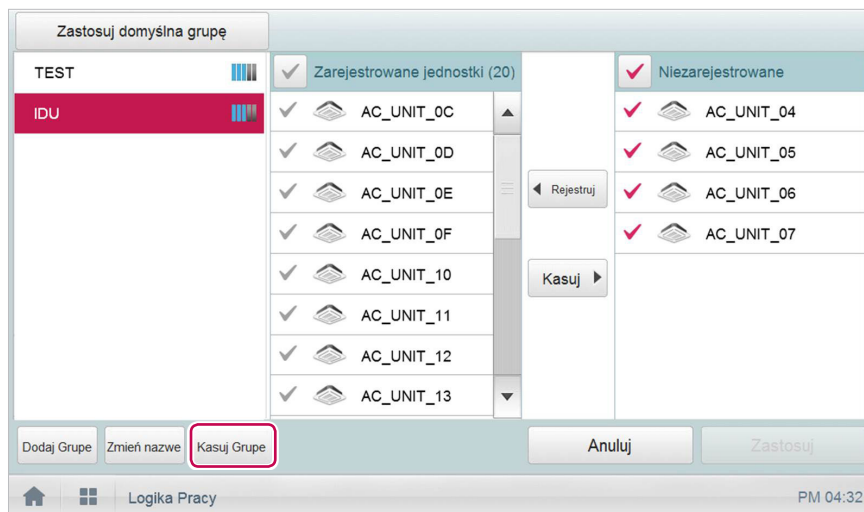 Zastosuj domyślna grupę
TEST
IDU
Zarejestrowane jednostki (20)
AC_UNIT_0C
AC_UNIT_0D
AC_UNIT_0E
AC_UNIT_0F
AC_UNIT_10
AC_UNIT_11
AC_UNIT_12
AC_UNIT_13
Rejestruj
Kasuj
Niezarejestrowane
AC_UNIT_04
AC_UNIT_05
AC_UNIT_06
AC_UNIT_07
Dodaj Grupe Zmień nazwe Kasuj Grupe
Anuluj Zastosuj
Logika Pracy PM 04:32